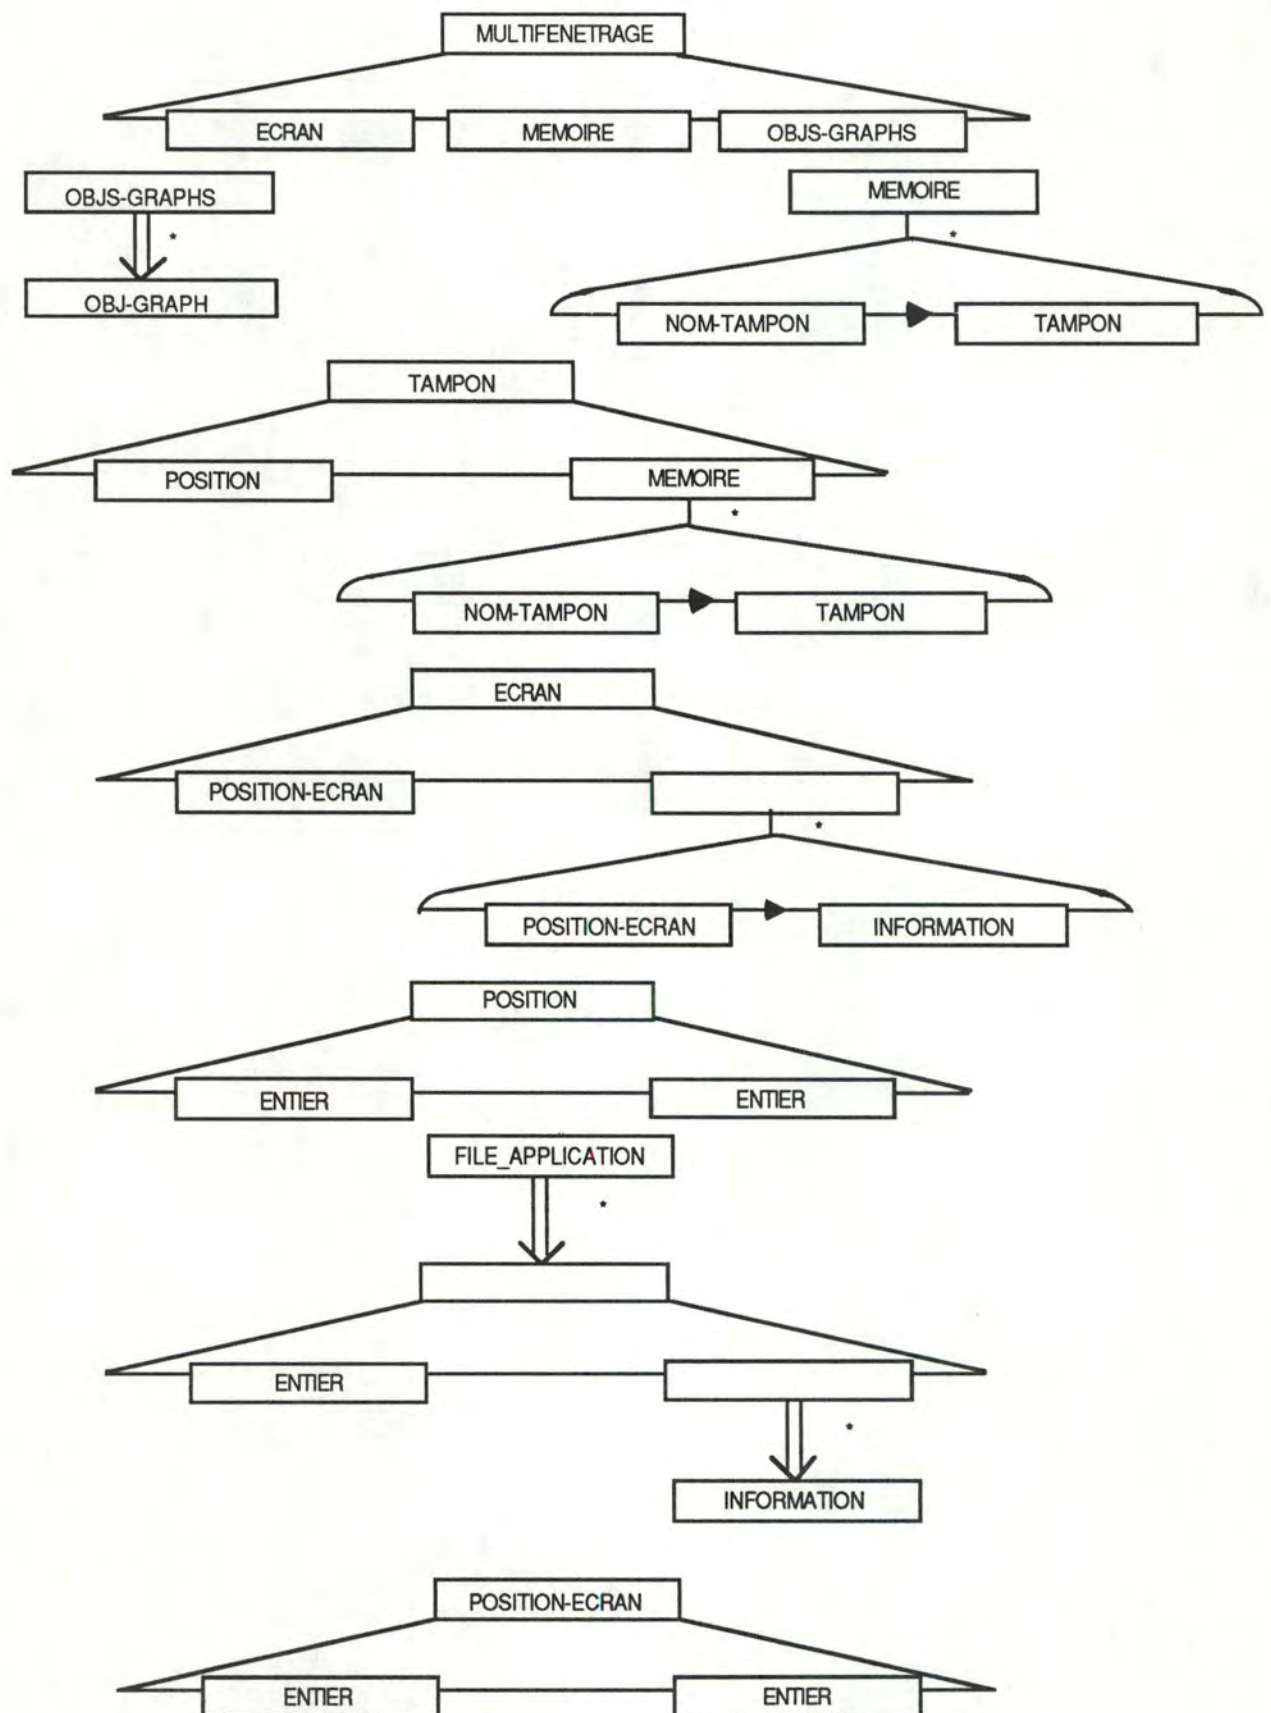 MULTIFENETRAGE
ECRAN MEMOIRE OBJS-GRAPHS
OBJS-GRAPHS
*
OBJ-GRAPH
MEMOIRE
*
NOM-TAMPON TAMPON
TAMPON
POSITION MEMOIRE
*
NOM-TAMPON TAMPON
ECRAN
POSITION-ECRAN
*
POSITION-ECRAN INFORMATION
POSITION
ENTIER ENTIER
FILE_APPLICATION
*
ENTIER
*
INFORMATION
POSITION-ECRAN
ENTIER ENTIER